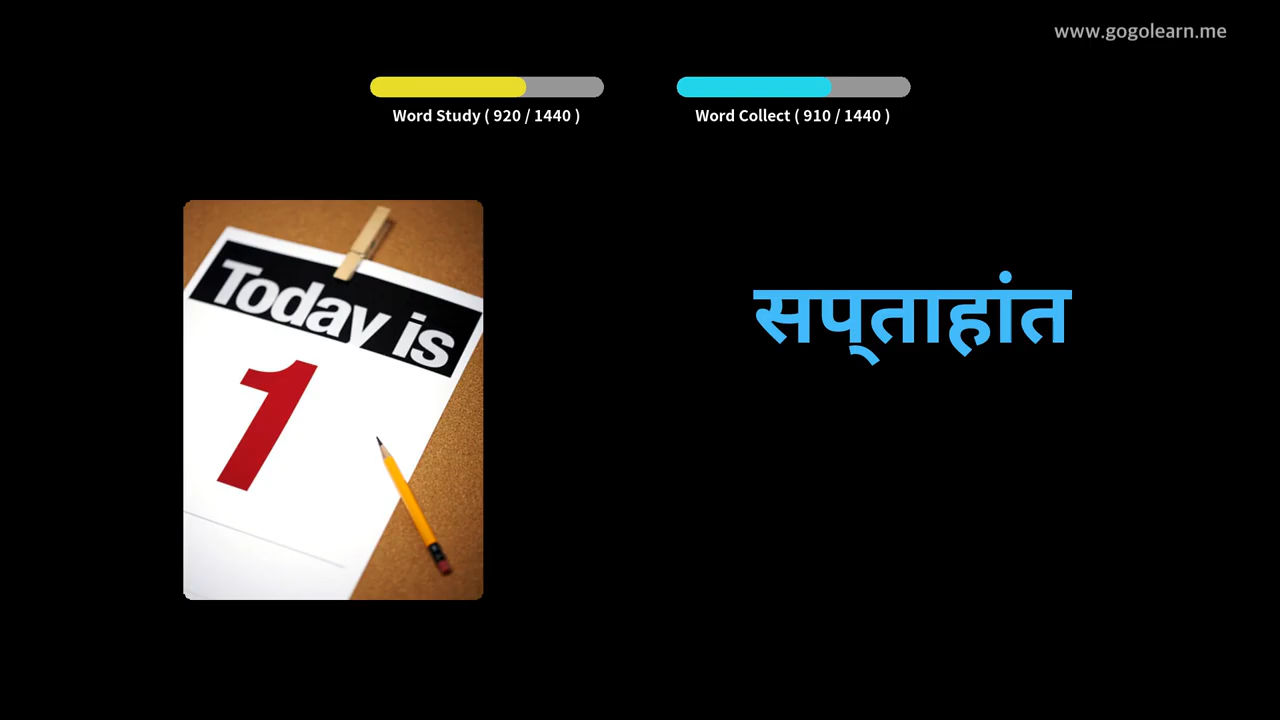 www.gogolearn.me
Word Study ( 920 / 1440 )
Word Collect ( 910 / 1440 )
Today is
1
सप्ताहांत